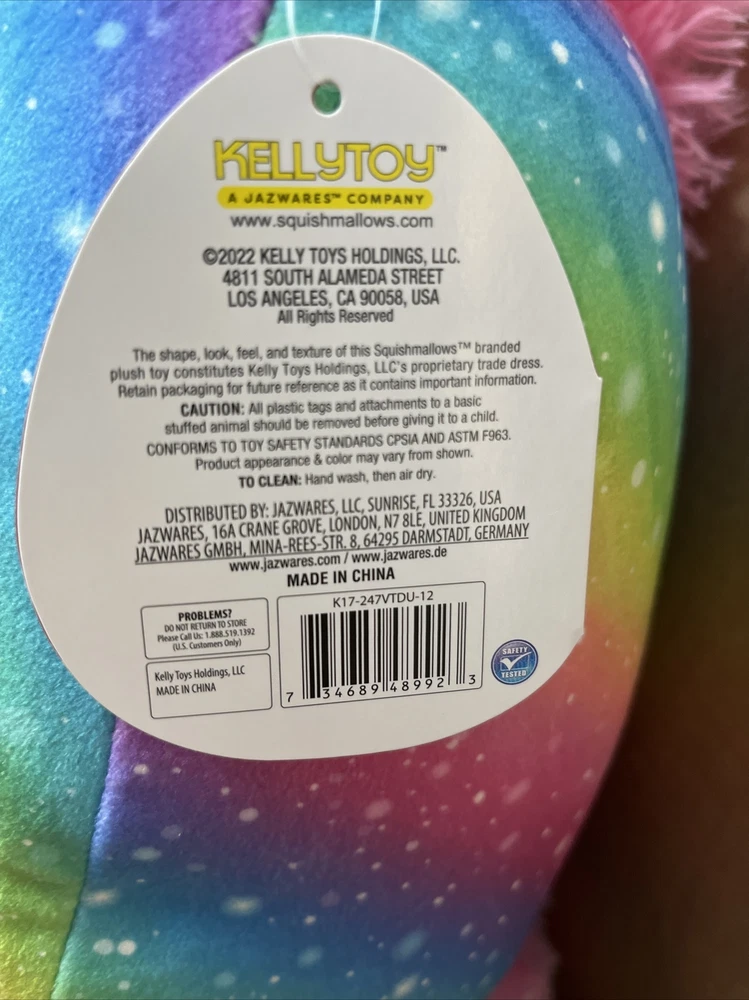 KELLYTOY™
A JAZWARES™ COMPANY
www.squishmallows.com
©2022 KELLY TOYS HOLDINGS, LLC.
4811 SOUTH ALAMEDA STREET
LOS ANGELES, CA 90058, USA
All Rights Reserved
The shape, look, feel, and texture of this Squishmallows™ branded
plush toy constitutes Kelly Toys Holdings, LLC's proprietary trade dress.
Retain packaging for future reference as it contains important information.
CAUTION: All plastic tags and attachments to a basic
stuffed animal should be removed before giving it to a child.
CONFORMS TO TOY SAFETY STANDARDS CPSIA AND ASTM F963.
Product appearance & color may vary from shown.
TO CLEAN: Hand wash, then air dry.
DISTRIBUTED BY: JAZWARES, LLC, SUNRISE, FL 33326, USA
JAZWARES, 16A CRANE GROVE, LONDON, N7 8LE, UNITED KINGDOM
JAZWARES GMBH, MINA-REES-STR. 8, 64295 DARMSTADT, GERMANY
www.jazwares.com / www.jazwares.de
MADE IN CHINA
PROBLEMS?
DO NOT RETURN TO STORE
Please Call Us: 1.888.519.1392
(U.S. Customers Only)
Kelly Toys Holdings, LLC
MADE IN CHINA
K17-247VTDU-12
7 34689 48992 3
SAFETY
TESTED